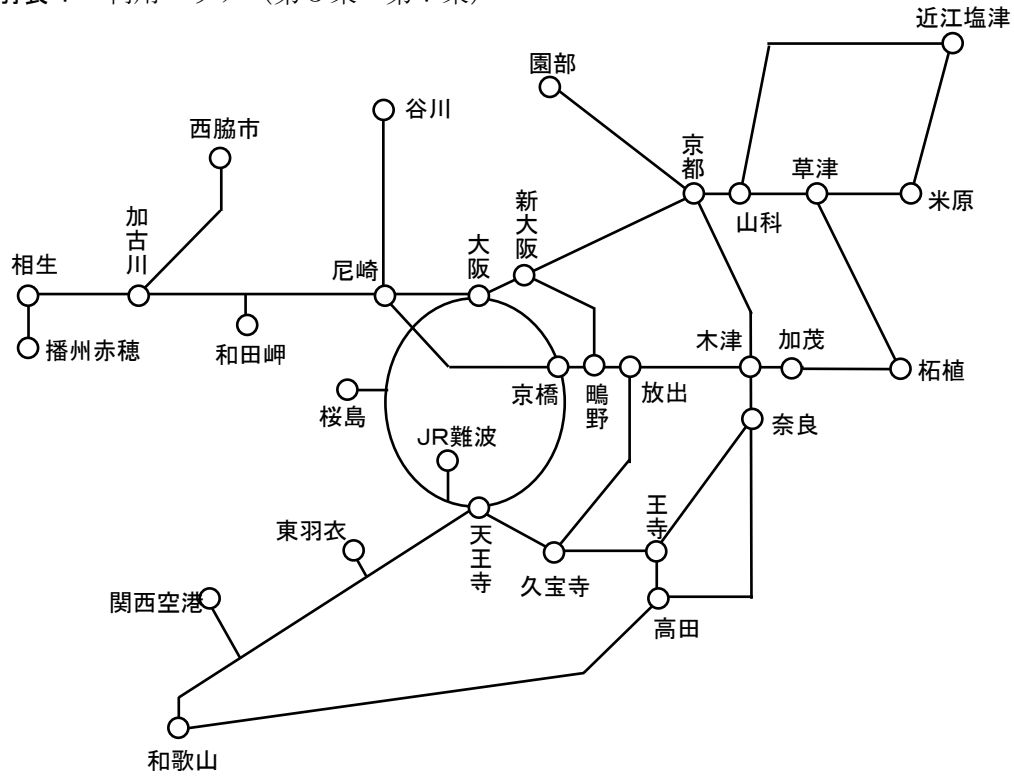 近江塩津
園部
谷川
西脇市
京都
草津
山科
米原
新大阪
加古川
大阪
相生
尼崎
播州赤穂
和田岬
木津
加茂
柘植
京橋
鴫野
放出
桜島
奈良
JR難波
王寺
東羽衣
天王寺
久宝寺
関西空港
高田
和歌山